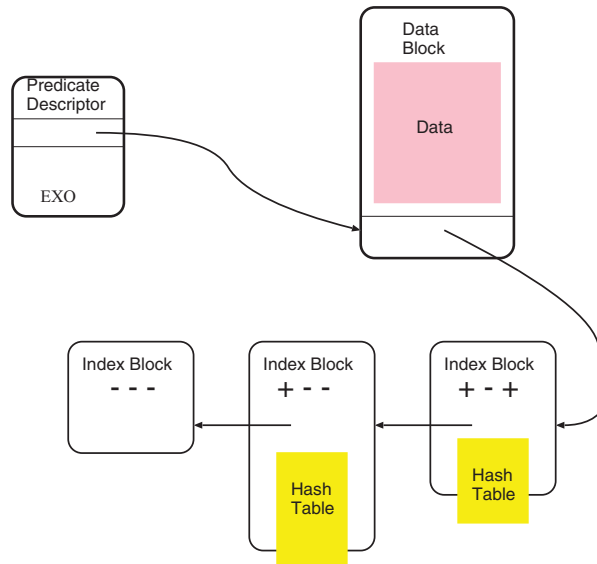 Data
Block
Predicate
Descriptor
Data
EXO
Index Block
- - -
Index Block
+ - -
Index Block
+ - +
Hash
Table
Hash
Table